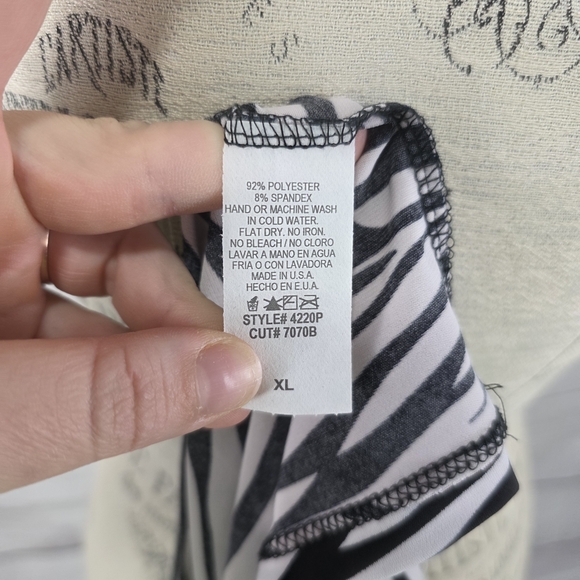 L'ARTISTE
92% POLYESTER
8% SPANDEX
HAND OR MACHINE WASH
IN COLD WATER.
FLAT DRY. NO IRON.
NO BLEACH / NO CLORO
LAVAR A MANO EN AGUA
FRIA O CON LAVADORA
MADE IN U.S.A.
HECHO EN E.U.A.
STYLE# 4220P
CUT# 7070B
XL